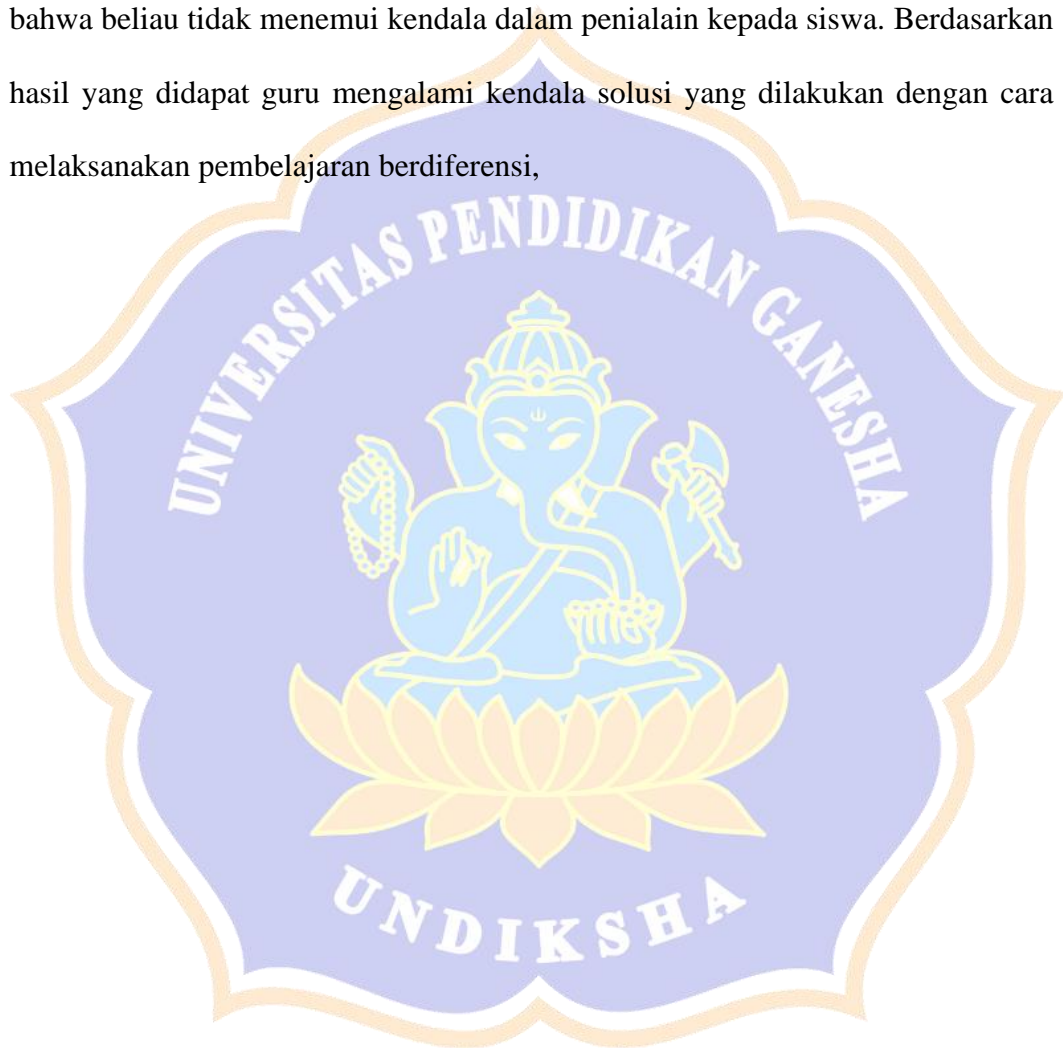 bahwa beliau tidak menemui kendala dalam penialain kepada siswa. Berdasarkan
hasil yang didapat guru mengalami kendala solusi yang dilakukan dengan cara
melaksanakan pembelajaran berdiferensi,
UNIVERSITAS PENDIDIKAN GANESHA
UNDIKSHA